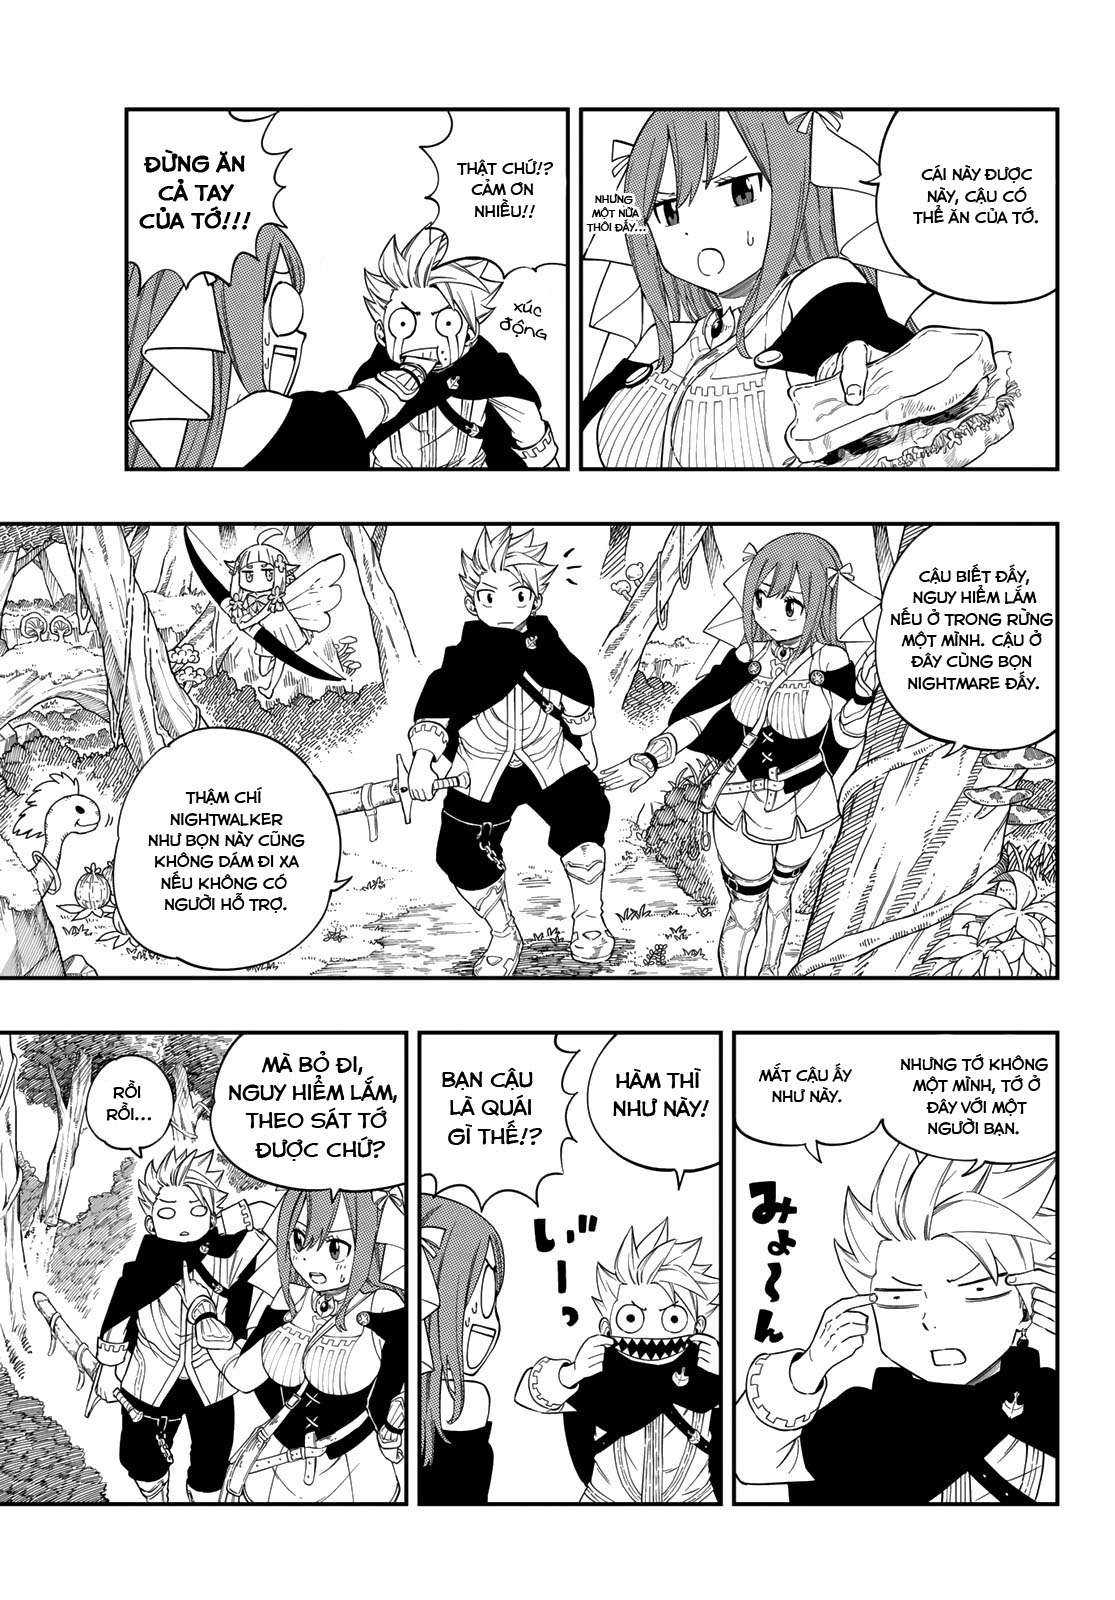 CÁI NÀY ĐƯỢC
NÀY, CẬU CÓ
THỂ ĂN CỦA TỚ.
NHƯNG
MỘT NỬA
THÔI ĐẤY...
THẬT CHỨ!?
CẢM ƠN
NHIỀU!!
xúc
động
ĐỪNG ĂN
CẢ TAY
CỦA TỚ!!!
CẬU BIẾT ĐẤY,
NGUY HIỂM LẮM
NẾU Ở TRONG RỪNG
MỘT MÌNH. CẬU Ở
ĐÂY CÙNG BỌN
NIGHTMARE ĐẤY.
THẬM CHÍ
NIGHTWALKER
NHƯ BỌN NÀY CŨNG
KHÔNG DÁM ĐI XA
NẾU KHÔNG CÓ
NGƯỜI HỖ TRỢ.
NHƯNG TỚ KHÔNG
MỘT MÌNH, TỚ Ở
ĐÂY VỚI MỘT
NGƯỜI BẠN.
MẮT CẬU ẤY
NHƯ NÀY.
みょ〜ん
HÀM THÌ
NHƯ NÀY!
い゛ーっ
BẠN CẬU
LÀ QUÁI
GÌ THẾ!?
MÀ BỎ ĐI,
NGUY HIỂM LẮM,
THEO SÁT TỚ
ĐƯỢC CHỨ?
RỒI
RỒI...